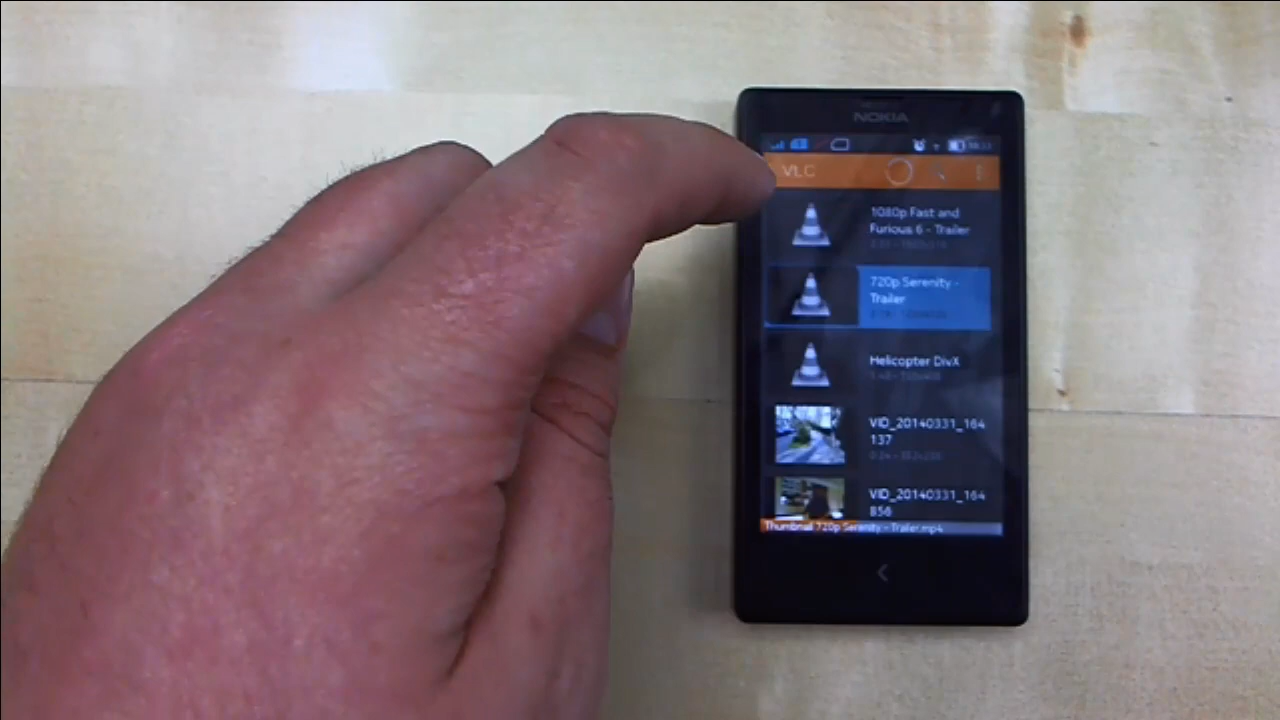 NOKIA
VLC
1080p Fast and
Furious 6 - Trailer
720p Serenity -
Trailer
Helicopter DivX
VID_20140331_164
137
VID_20140331_164
856
Thumbnail 720p Serenity - Trailer.mp4